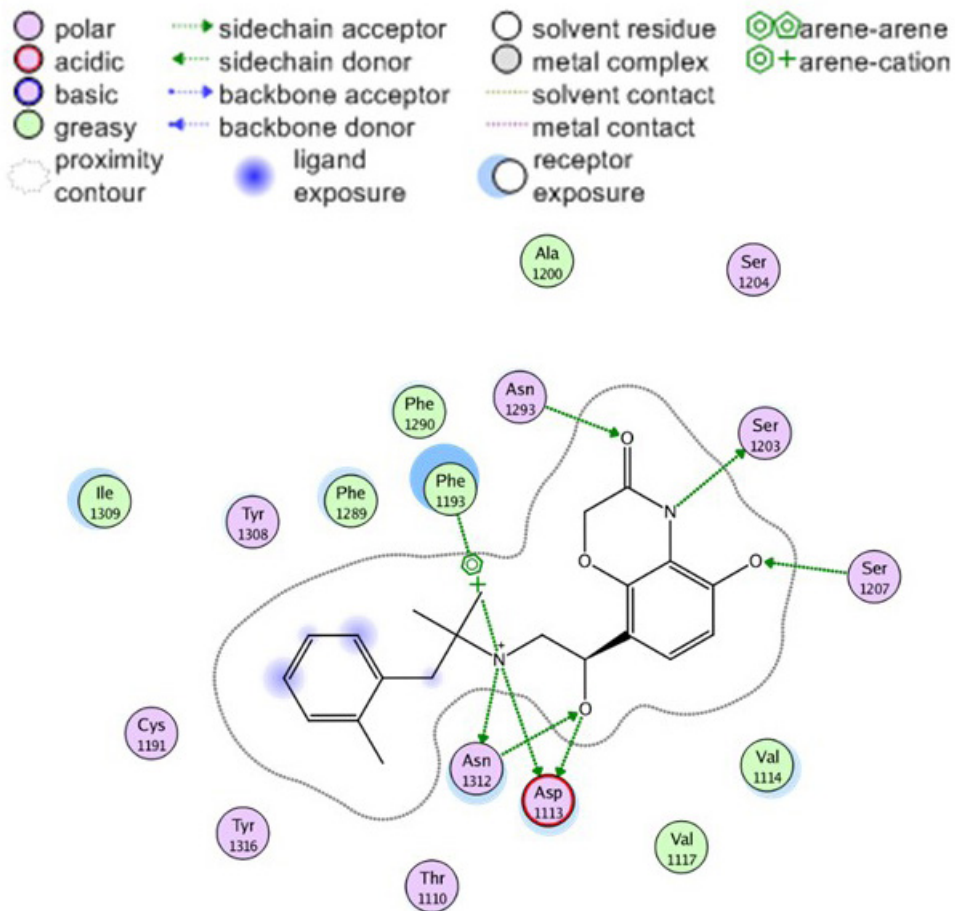 polar
sidechain acceptor
solvent residue
arene-arene
acidic
sidechain donor
metal complex
arene-cation
basic
backbone acceptor
solvent contact
greasy
backbone donor
metal contact
proximity
contour
ligand
exposure
receptor
exposure
Ala
1200
Ser
1204
Asn
1293
Phe
1290
Ser
1203
O
Phe
1193
Ile
1309
Phe
1289
Tyr
1308
N
O
O
Ser
1207
+
N
O
Cys
1191
Asn
1312
Val
1114
Asp
1113
Tyr
1316
Val
1117
Thr
1110